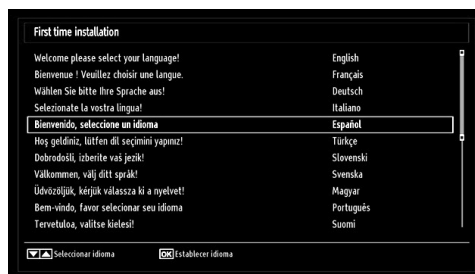 First time installation
Welcome please select your language! English
Bienvenue ! Veuillez choisir une langue. Français
Wählen Sie bitte Ihre Sprache aus! Deutsch
Selezionate la vostra lingua! Italiano
Bienvenido, seleccione un idioma Español
Hoş geldiniz, lütfen dil seçimini yapınız! Türkçe
Dobrodošli, izberite vaš jezik! Slovenski
Välkommen, välj ditt språk! Svenska
Üdvözöljük, kérjük válassza ki a nyelvet! Magyar
Bem-vindo, favor selecionar seu idioma Português
Tervetuloa, valitse kielesi! Suomi
Seleccionar idioma OK Establecer idioma